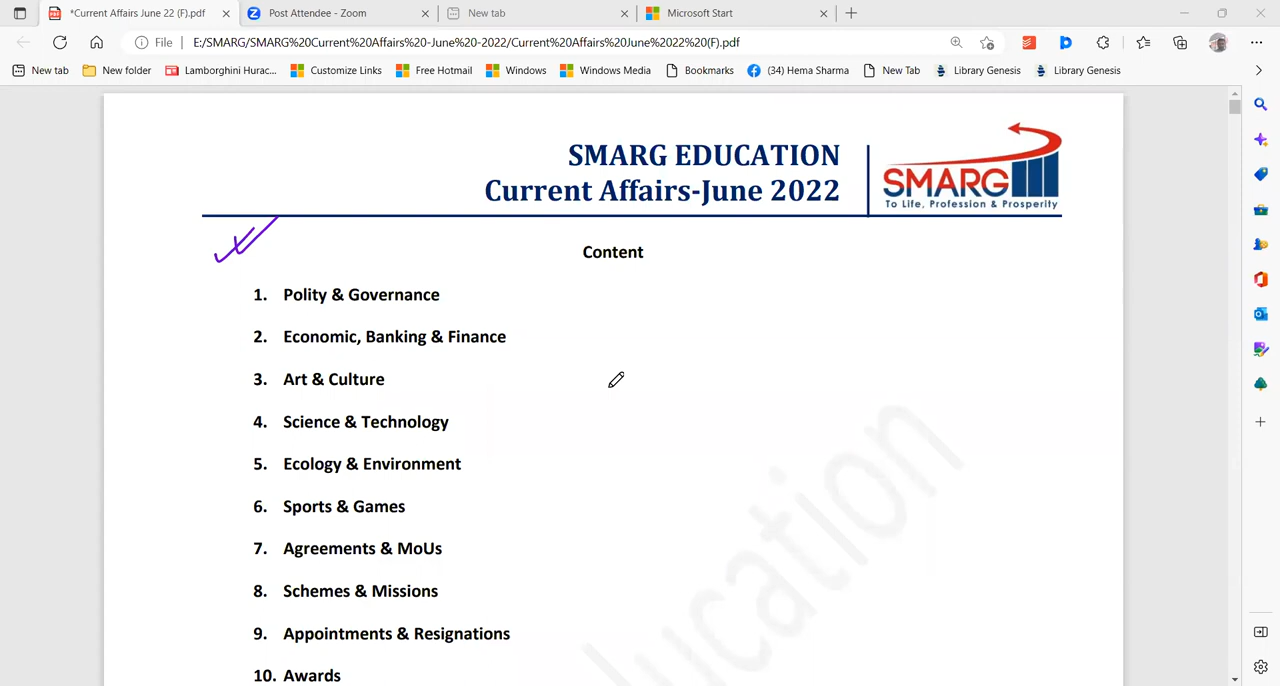 *Current Affairs June 22 (F).pdf
Post Attendee - Zoom
New tab
Microsoft Start
File
E:/SMARG/SMARG%20Current%20Affairs%20-June%20-2022/Current%20Affairs%20June%2022%20(F).pdf
New tab
New folder
Lamborghini Hurac...
Customize Links
Free Hotmail
Windows
Windows Media
Bookmarks
(34) Hema Sharma
New Tab
Library Genesis
Library Genesis
SMARG EDUCATION
Current Affairs-June 2022
SMARG
To Life, Profession & Prosperity
Content
1. Polity & Governance
2. Economic, Banking & Finance
3. Art & Culture
4. Science & Technology
5. Ecology & Environment
6. Sports & Games
7. Agreements & MoUs
8. Schemes & Missions
9. Appointments & Resignations
10. Awards
ucation